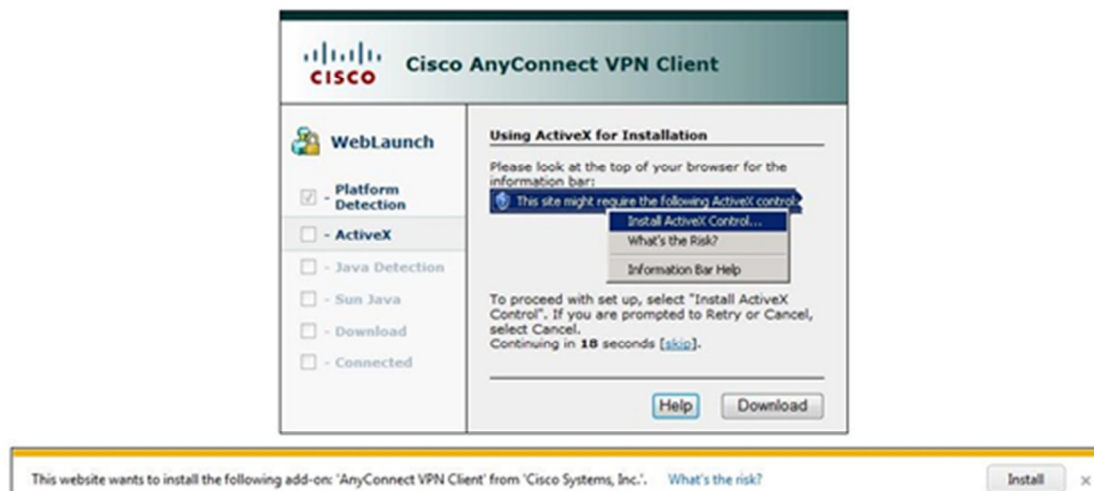 CISCO
Cisco AnyConnect VPN Client
WebLaunch
- Platform
Detection
- ActiveX
- Java Detection
- Sun Java
- Download
- Connected
Using ActiveX for Installation
Please look at the top of your browser for the
information bar:
This site might require the following ActiveX control:
Install ActiveX Control...
What's the Risk?
Information Bar Help
To proceed with set up, select "Install ActiveX
Control". If you are prompted to Retry or Cancel,
select Cancel.
Continuing in 18 seconds [skip].
Help
Download
This website wants to install the following add-on: 'AnyConnect VPN Client' from 'Cisco Systems, Inc.'. What's the risk?
Install